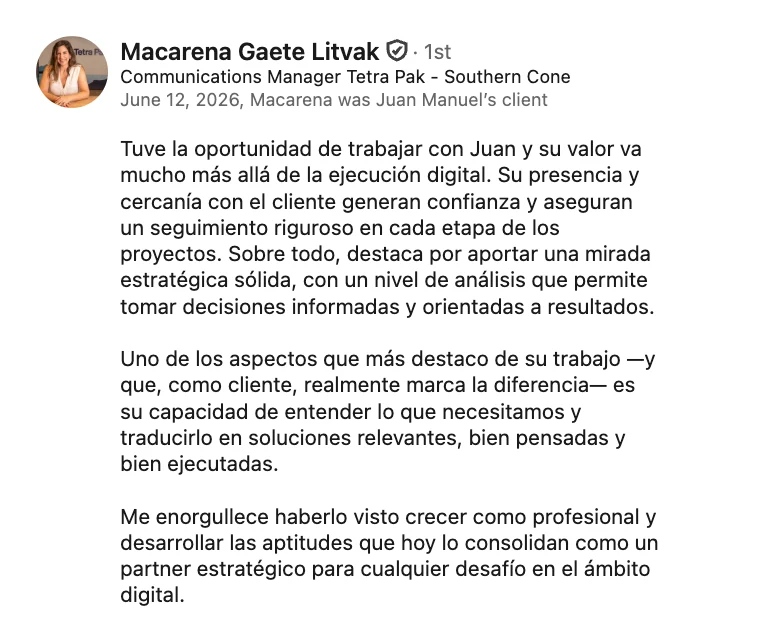 Macarena Gaete Litvak · 1st
Communications Manager Tetra Pak - Southern Cone
June 12, 2026, Macarena was Juan Manuel's client
Tuve la oportunidad de trabajar con Juan y su valor va
mucho más allá de la ejecución digital. Su presencia y
cercanía con el cliente generan confianza y aseguran
un seguimiento riguroso en cada etapa de los
proyectos. Sobre todo, destaca por aportar una mirada
estratégica sólida, con un nivel de análisis que permite
tomar decisiones informadas y orientadas a resultados.
Uno de los aspectos que más destaco de su trabajo —y
que, como cliente, realmente marca la diferencia— es
su capacidad de entender lo que necesitamos y
traducirlo en soluciones relevantes, bien pensadas y
bien ejecutadas.
Me enorgullece haberlo visto crecer como profesional y
desarrollar las aptitudes que hoy lo consolidan como un
partner estratégico para cualquier desafío en el ámbito
digital.